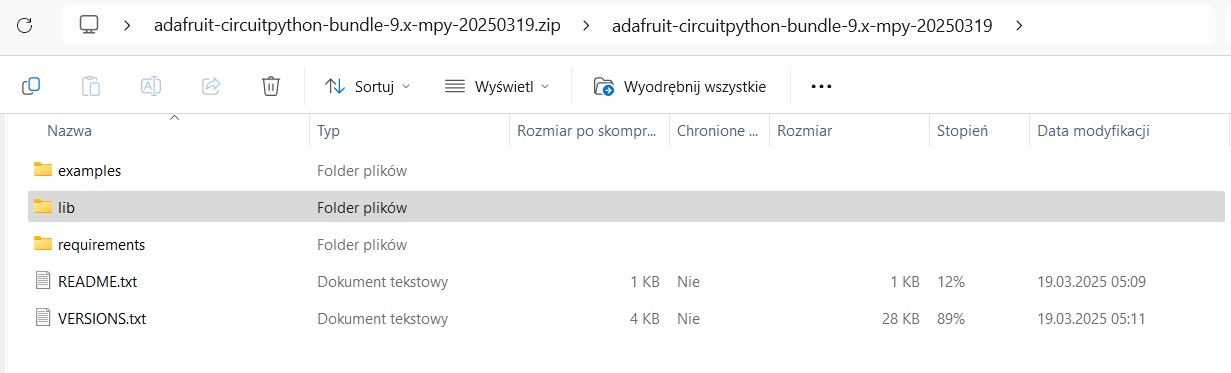 adafruit-circuitpython-bundle-9.x-mpy-20250319.zip > adafruit-circuitpython-bundle-9.x-mpy-20250319 >
Sortuj Wyświetl Wyodrębnij wszystkie
Nazwa Typ Rozmiar po skompr... Chronione ... Rozmiar Stopień Data modyfikacji
examples Folder plików
lib Folder plików
requirements Folder plików
README.txt Dokument tekstowy 1 KB Nie 1 KB 12% 19.03.2025 05:09
VERSIONS.txt Dokument tekstowy 4 KB Nie 28 KB 89% 19.03.2025 05:11